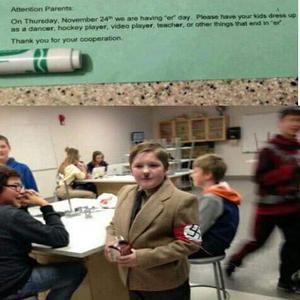 Attention Parents:
On Thursday, November 24th we are having "er" day. Please have your kids dress up
as a dancer, hockey player, video player, teacher, or other things that end in "er"
Thank you for your cooperation.